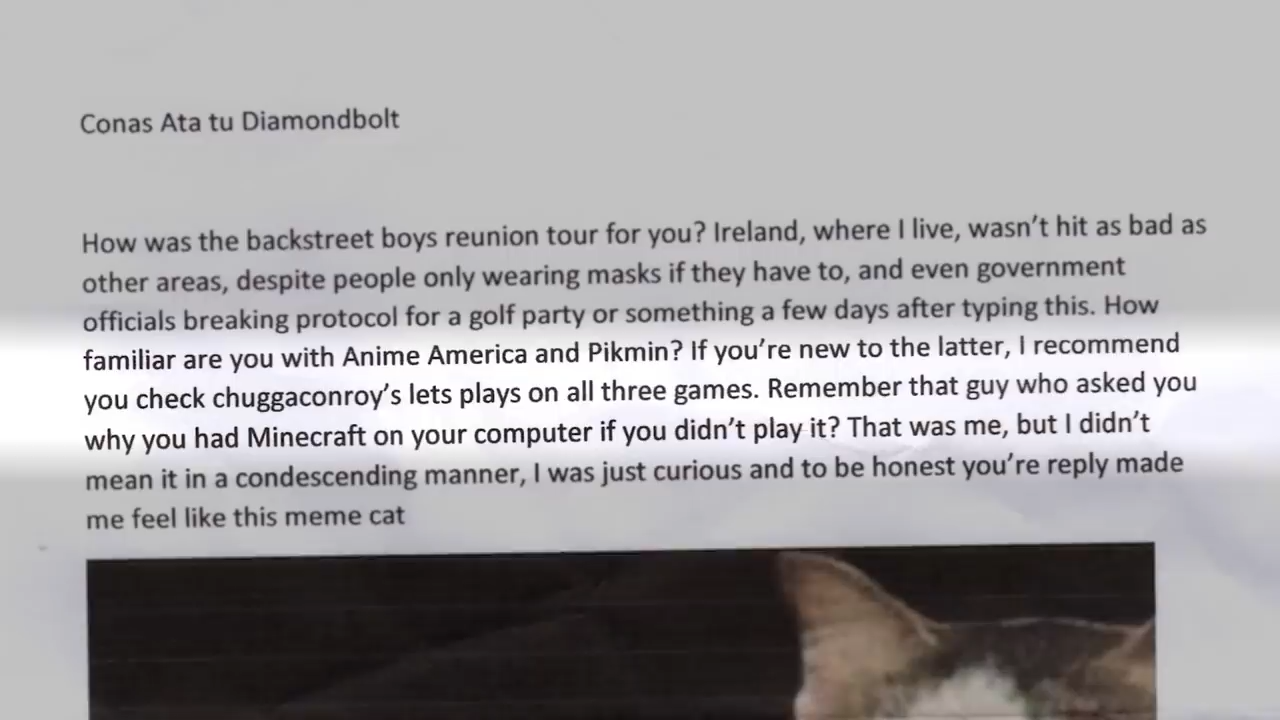 Conas Ata tu Diamondbolt
How was the backstreet boys reunion tour for you? Ireland, where I live, wasn't hit as bad as
other areas, despite people only wearing masks if they have to, and even government
officials breaking protocol for a golf party or something a few days after typing this. How
familiar are you with Anime America and Pikmin? If you're new to the latter, I recommend
you check chuggaconroy's lets plays on all three games. Remember that guy who asked you
why you had Minecraft on your computer if you didn't play it? That was me, but I didn't
mean it in a condescending manner, I was just curious and to be honest you're reply made
me feel like this meme cat